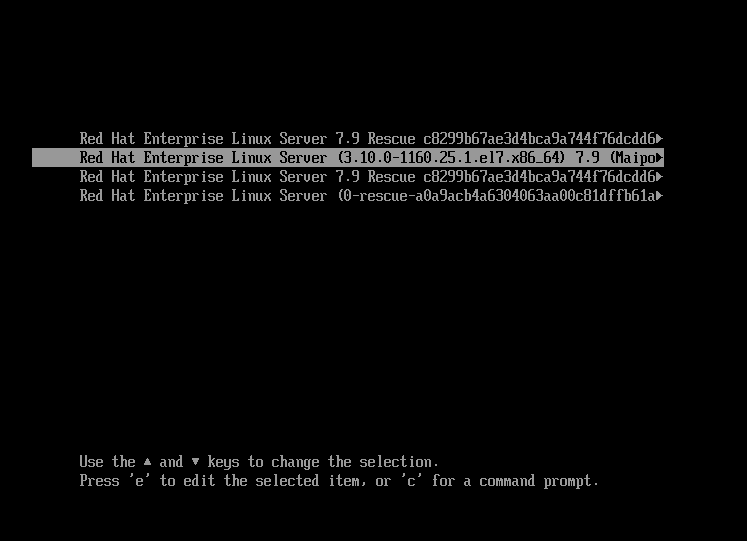 Red Hat Enterprise Linux Server 7.9 Rescue c8299b67ae3d4bca9a744f76dcdd6▶
Red Hat Enterprise Linux Server (3.10.0-1160.25.1.el7.x86_64) 7.9 (Maipo▶
Red Hat Enterprise Linux Server 7.9 Rescue c8299b67ae3d4bca9a744f76dcdd6▶
Red Hat Enterprise Linux Server (0-rescue-a0a9acb4a6304063aa00c81dffb61a▶
Use the ▲ and ▼ keys to change the selection.
Press 'e' to edit the selected item, or 'c' for a command prompt.